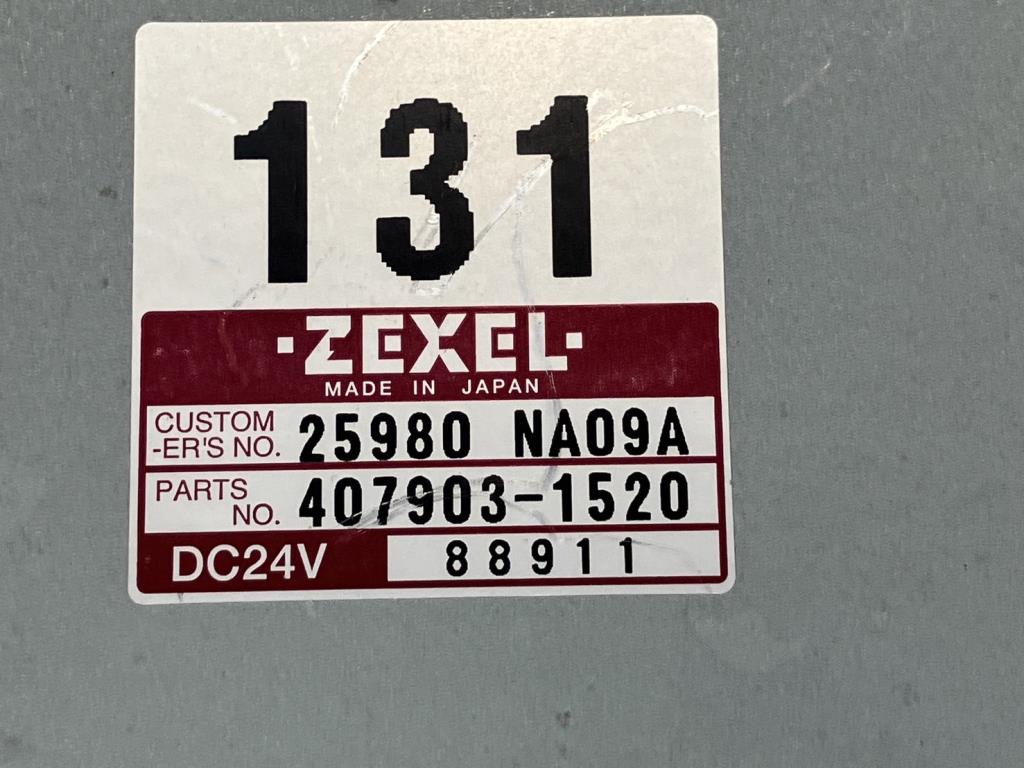 131
·ZEXEL·
MADE IN JAPAN
CUSTOM
-ER'S NO. 25980 NA09A
PARTS
NO. 407903-1520
DC24V 88911